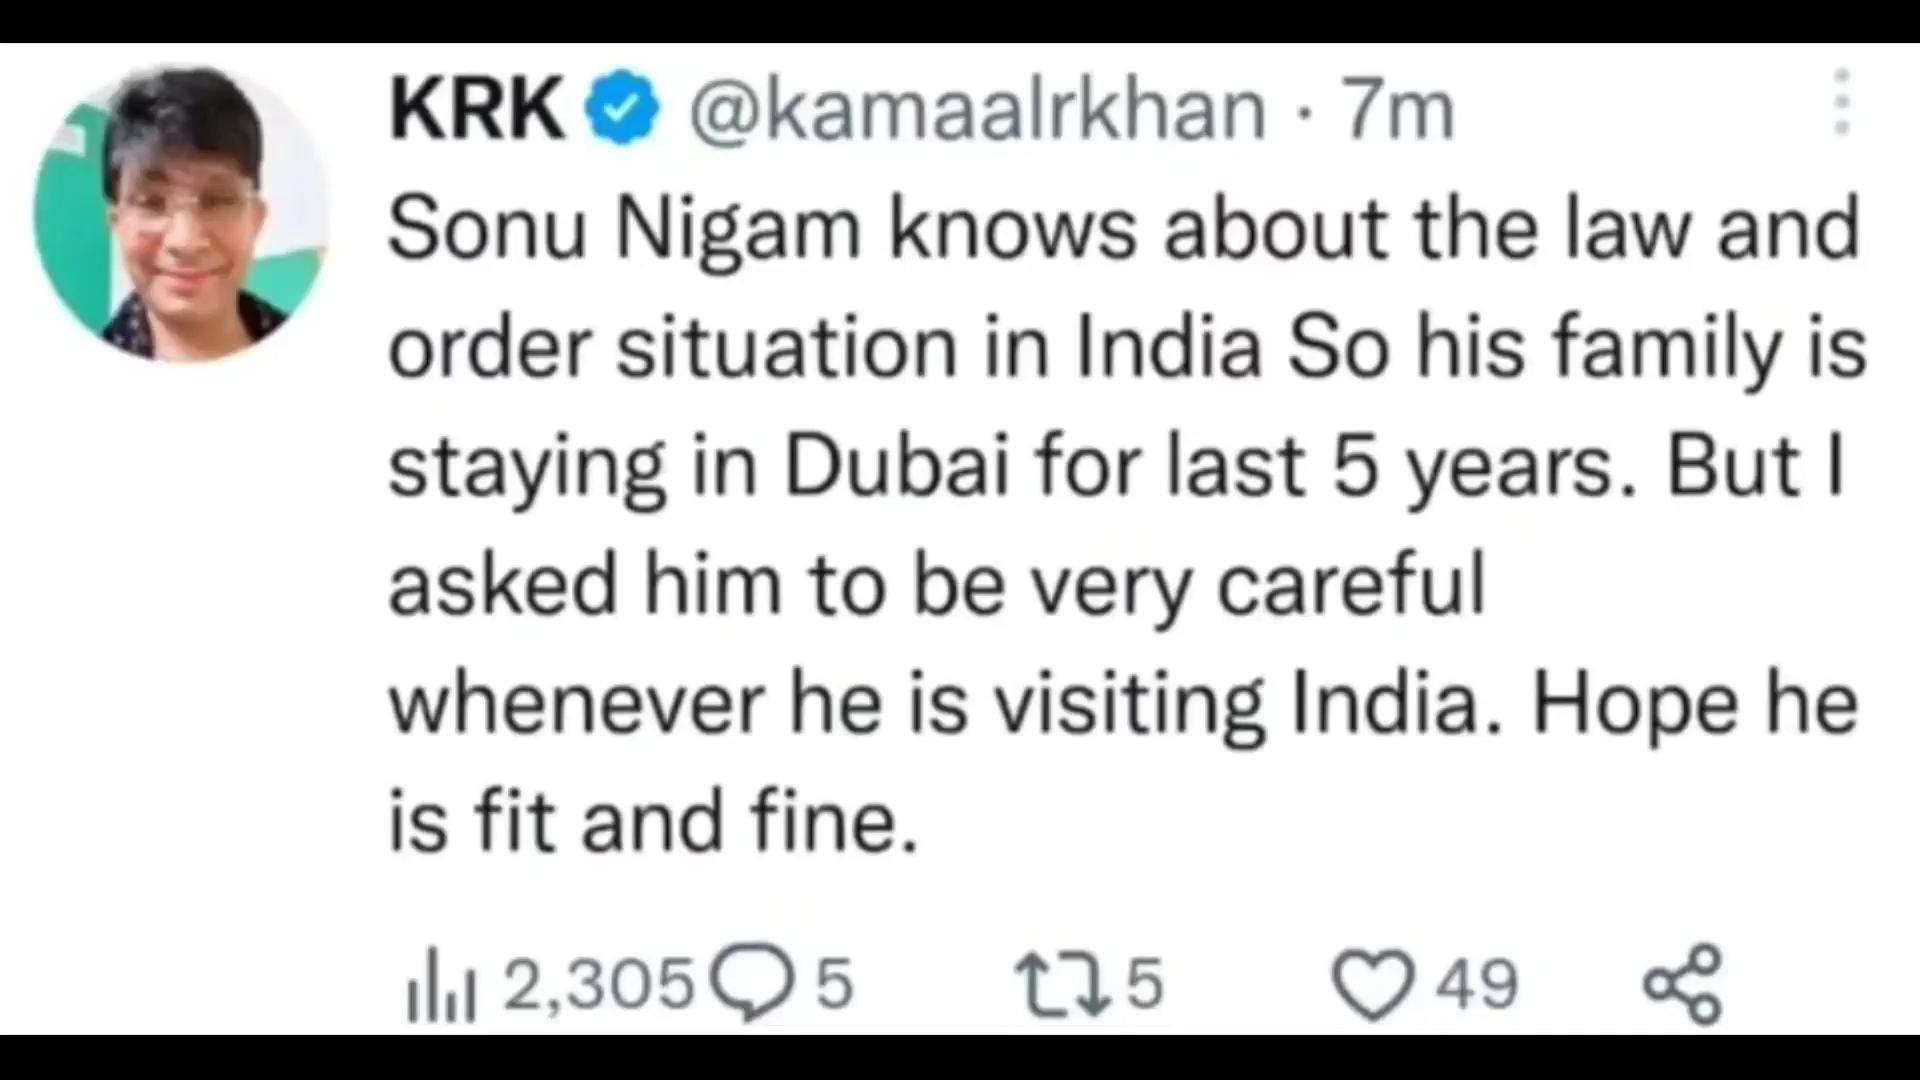 KRK @kamaalrkhan · 7m
Sonu Nigam knows about the law and
order situation in India So his family is
staying in Dubai for last 5 years. But I
asked him to be very careful
whenever he is visiting India. Hope he
is fit and fine.
2,305 5 5 49